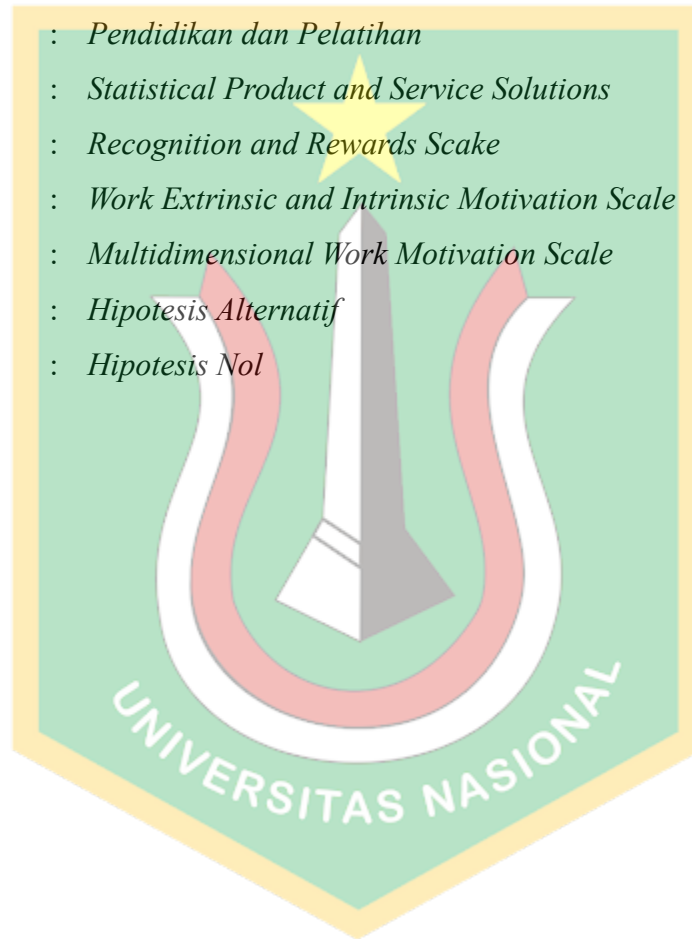 : Pendidikan dan Pelatihan
: Statistical Product and Service Solutions
: Recognition and Rewards Scake
: Work Extrinsic and Intrinsic Motivation Scale
: Multidimensional Work Motivation Scale
: Hipotesis Alternatif
: Hipotesis Nol
UNIVERSITAS NASIONAL